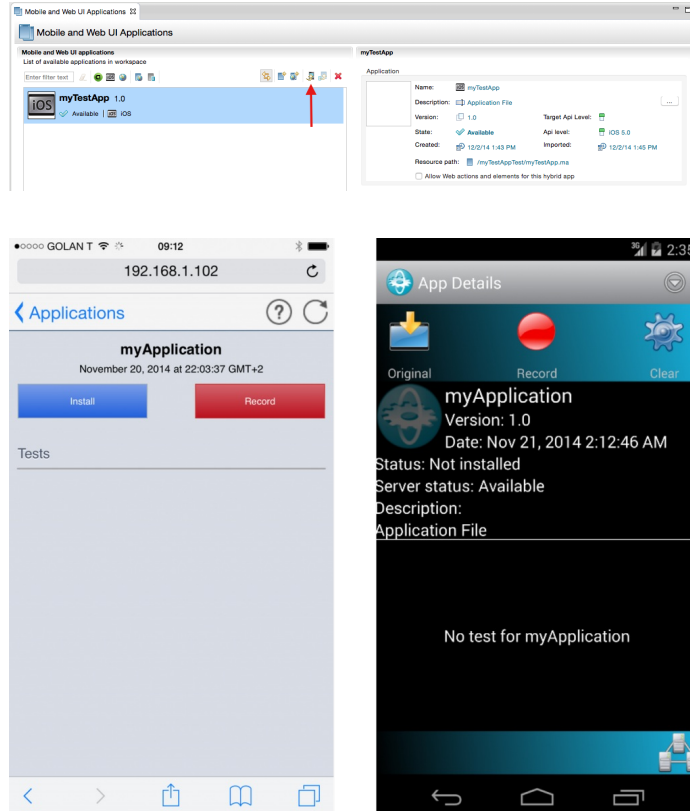 Mobile and Web UI Applications
Mobile and Web UI Applications
Mobile and Web UI applications
List of available applications in workspace
Enter filter text
iOS
myTestApp 1.0
Available | iOS
myTestApp
Application
Name: myTestApp
Description: Application File
...
Version: 1.0 Target Api Level:
State: Available Api level: iOS 5.0
Created: 12/2/14 1:43 PM Imported: 12/2/14 1:45 PM
Resource path: /myTestAppTest/myTestApp.ma
Allow Web actions and elements for this hybrid app
GOLAN T 09:12
192.168.1.102
Applications
?
myApplication
November 20, 2014 at 22:03:37 GMT+2
Install Record
Tests
3G 2:35
App Details
Original Record Clear
myApplication
Version: 1.0
Date: Nov 21, 2014 2:12:46 AM
Status: Not installed
Server status: Available
Description:
Application File
No test for myApplication